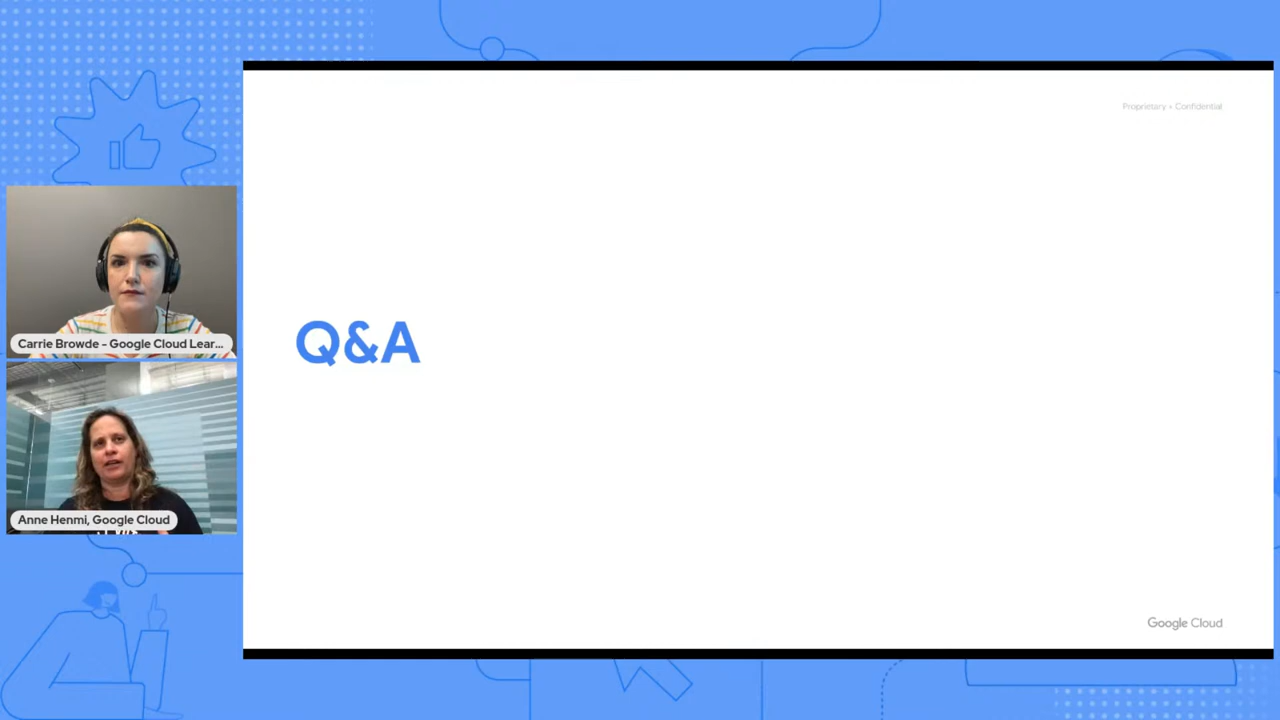 Proprietary + Confidential
Carrie Browde - Google Cloud Lear...
Q&A
Anne Henmi, Google Cloud
Google Cloud